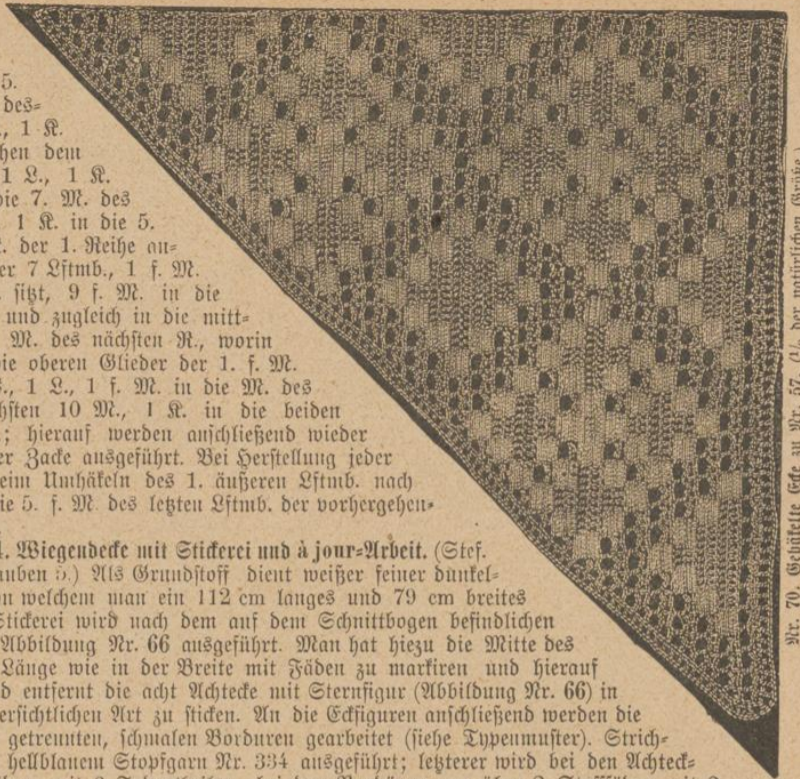 5.
des=
., 1 K.
hen dem
1 L., 1 K.
die 7. M. des
1 K. in die 5.
. der 1. Reihe an=
er 7 Lftmb., 1 f. M.
sitzt, 9 f. M. in die
und zugleich in die mitt=
M. des nächsten R., worin
ie oberen Glieder der 1. f. M.
., 1 L., 1 f. M. in die M. des
hsten 10 M., 1 K. in die beiden
; hierauf werden anschließend wieder
er Zacke ausgeführt. Bei Herstellung jeder
eim Umhäkeln des 1. äußeren Lftmb. nach
ie 5. f. M. des letzten Lftmb. der vorhergehen=
4. Wiegendecke mit Stickerei und à jour=Arbeit. (Stef.
auben 5.) Als Grundstoff dient weißer feiner dunkel=
n welchem man ein 112 cm langes und 79 cm breites
Stickerei wird nach dem auf dem Schnittbogen befindlichen
Abbildung Nr. 66 ausgeführt. Man hat hiezu die Mitte des
Länge wie in der Breite mit Fäden zu markiren und hierauf
d entfernt die acht Achtecke mit Sternfigur (Abbildung Nr. 66) in
ersichtlichen Art zu sticken. An die Eckfiguren anschließend werden die
getrennten, schmalen Borduren gearbeitet (siehe Typenmuster). Strich=
hellblauem Stopfgarn Nr. 334 ausgeführt; letzterer wird bei den Achteck=
Nr. 70. Gehäkelte Ecke zu Nr. 57. der natürlichen Größe.)